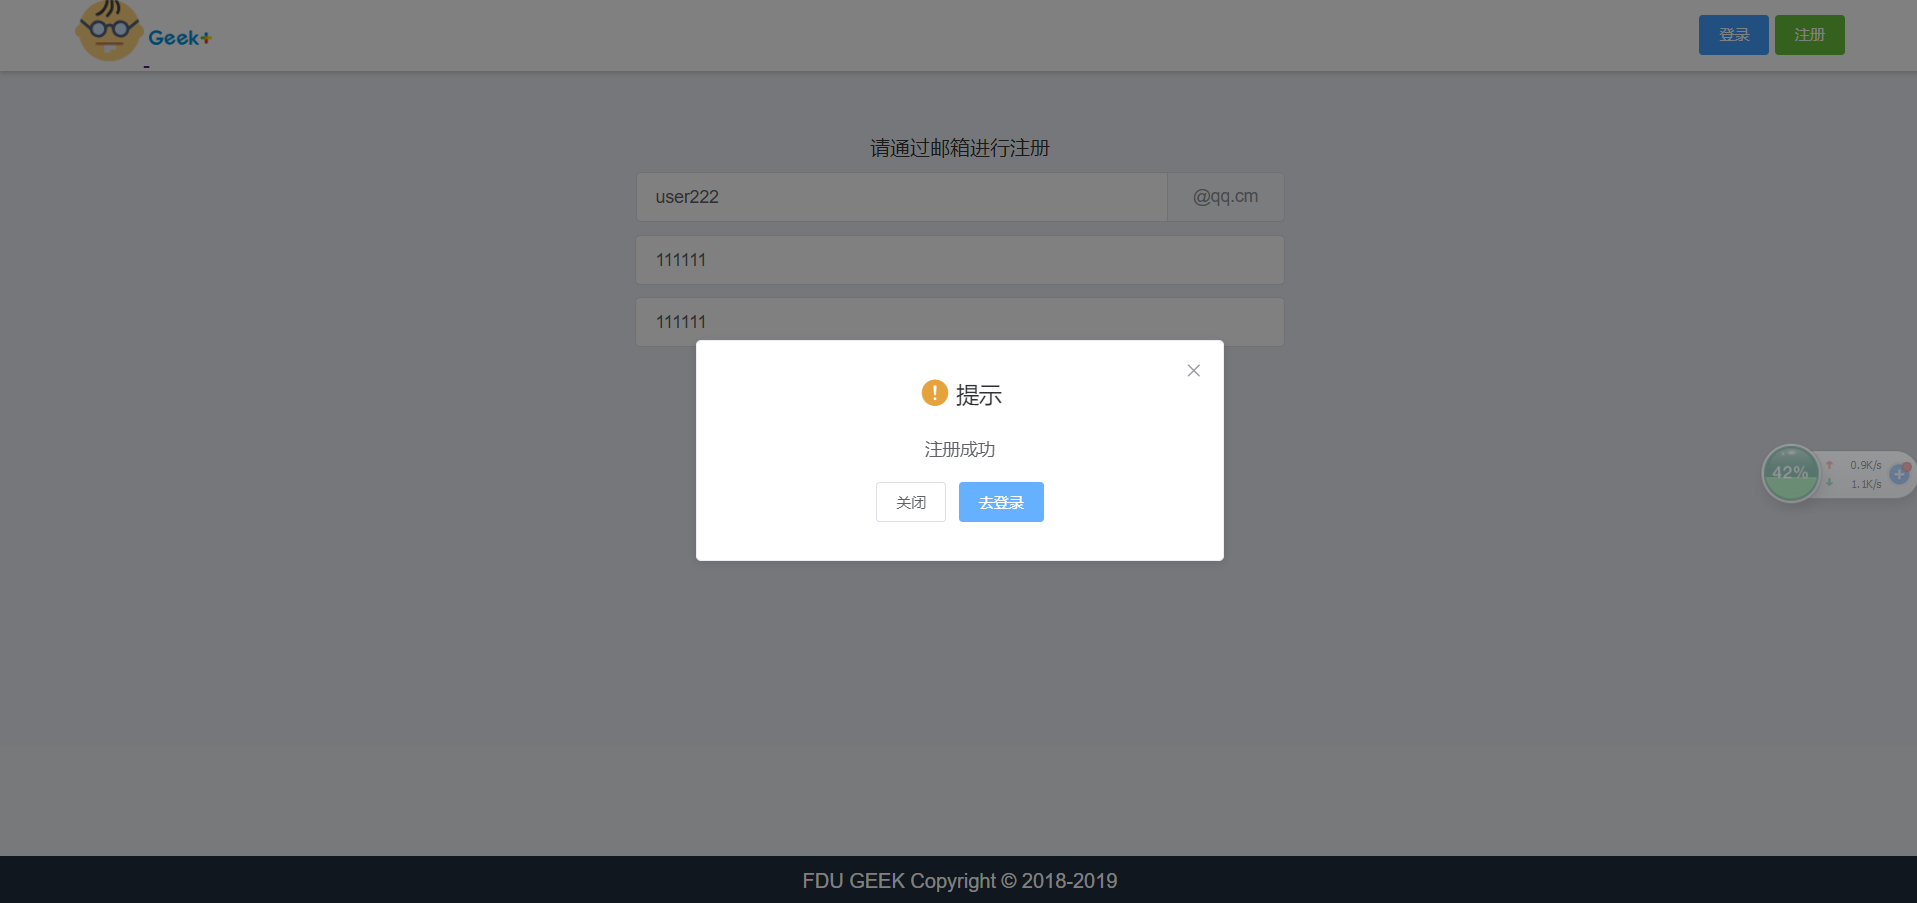 Geek+
登录 注册
请通过邮箱进行注册
user222 @qq.cm
111111
111111
! 提示
注册成功
关闭 去登录
42% 0.9K/s
1.1K/s
FDU GEEK Copyright © 2018-2019